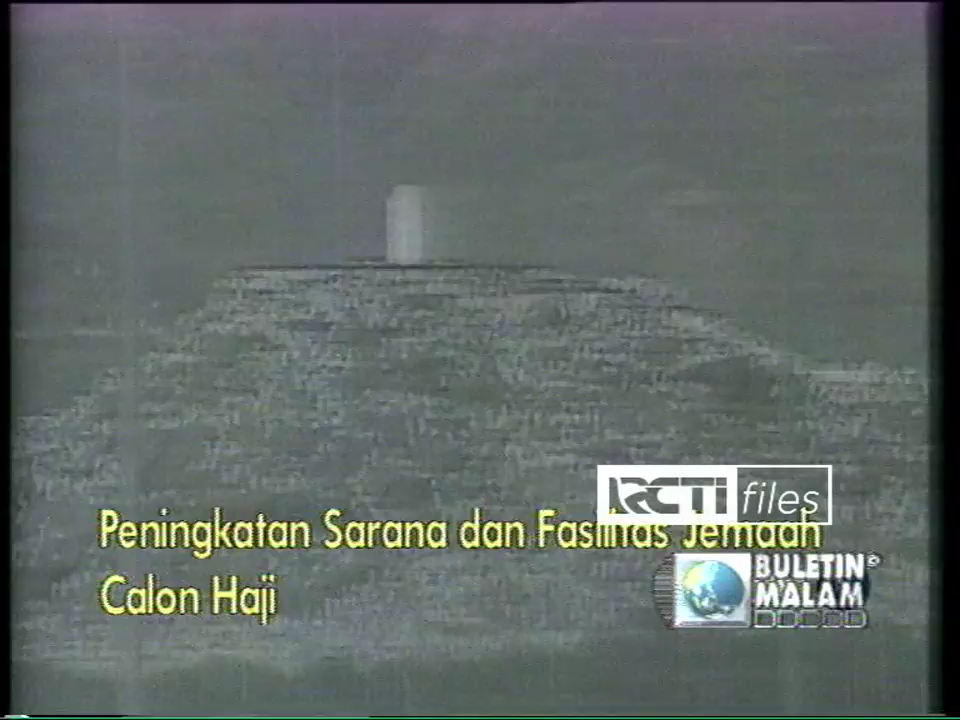 RCTI files
Peningkatan Sarana dan Fasilitas Jemaah
Calon Haji
BULETIN©
MALAM